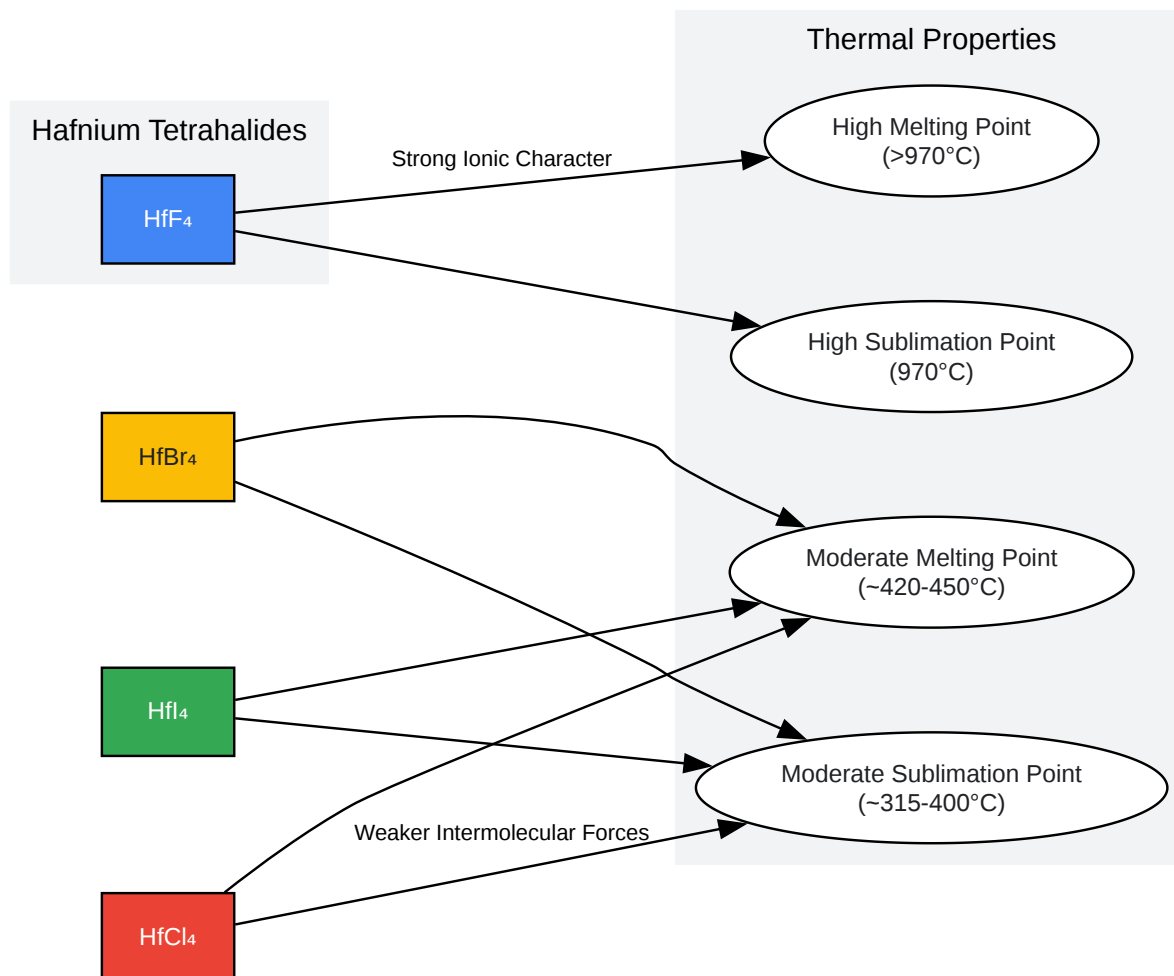 Thermal Properties
Hafnium Tetrahalides
High Melting Point
(>970°C)
Strong Ionic Character
HfF₄
High Sublimation Point
(970°C)
HfBr₄
Moderate Melting Point
(~420-450°C)
HfI₄
Moderate Sublimation Point
(~315-400°C)
Weaker Intermolecular Forces
HfCl₄